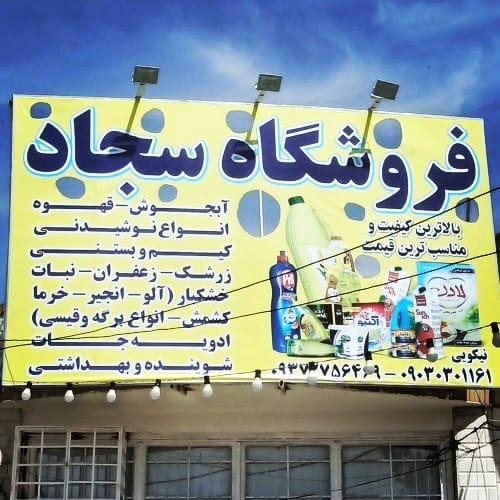 فروشگاه سجاد
آبجوش - قهوه
انواع نوشیدنی
کیم و بستنی
زرشک - زعفران - نبات
خشکبار (آلو - انجیر - خرما
کشمش - انواع برگه و قیسی)
ادویه جات
شوینده و بهداشتی
بالاترین کیفیت و
مناسب ترین قیمت
نیکویی
۰۹۰۳۰۳۰۱۱۶۱